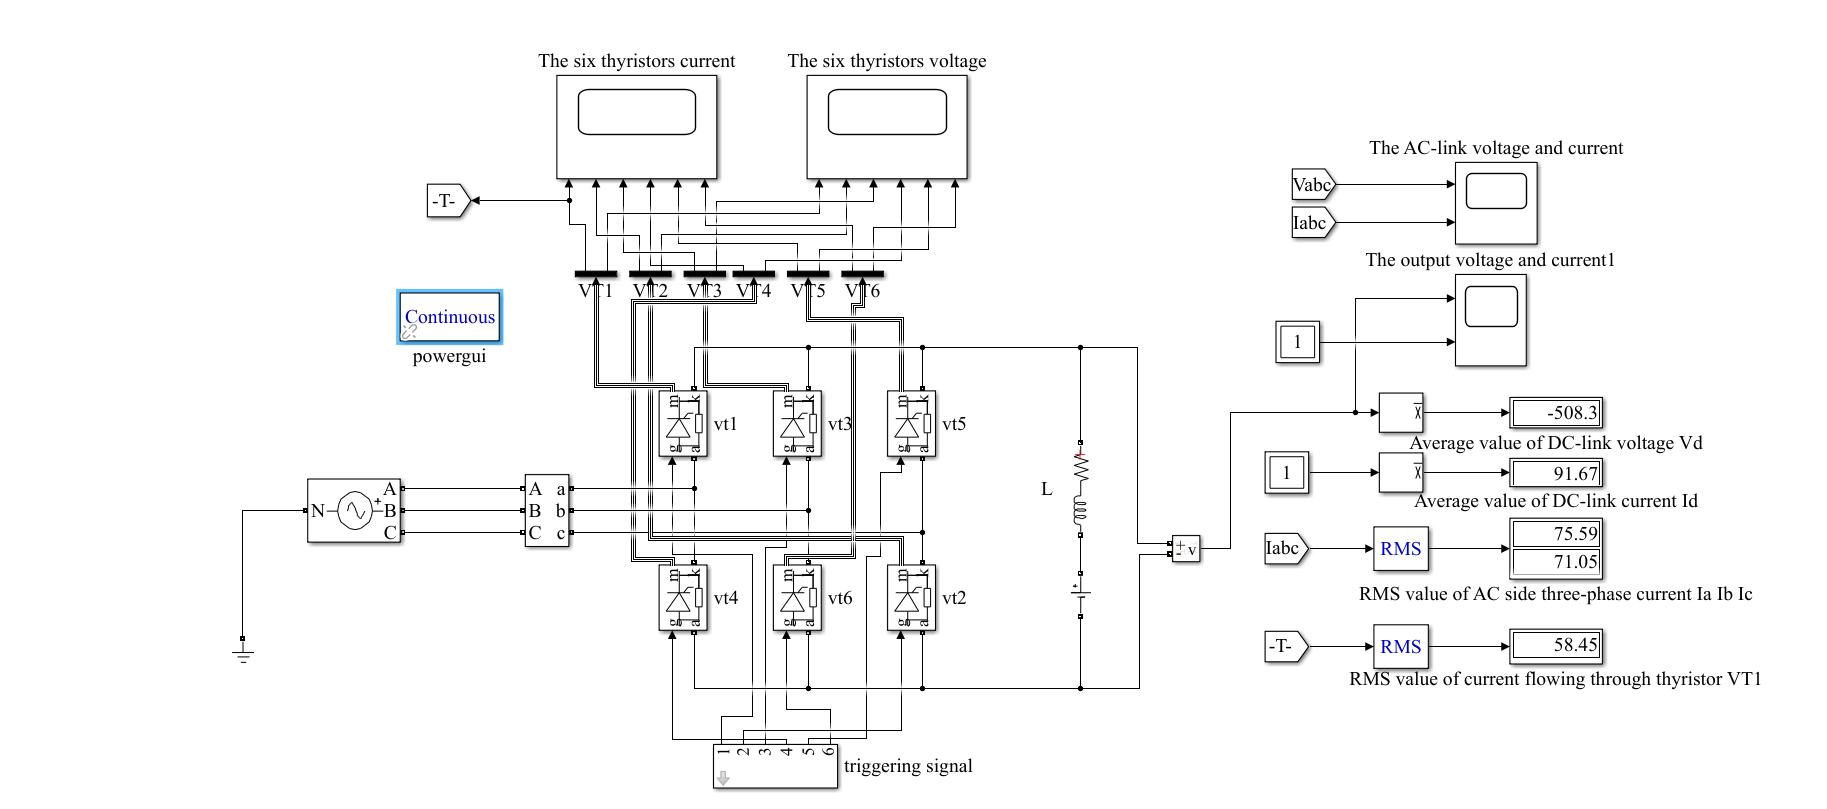 The six thyristors current
The six thyristors voltage
-T-
VT1
VT2
VT3
VT4
VT5
VT6
Continuous
powergui
m
k
g
a
vt1
m
k
g
a
vt3
m
k
g
a
vt5
N
A
B
C
+
A
B
C
a
b
c
m
k
g
a
vt4
m
k
g
a
vt6
m
k
g
a
vt2
L
+
+
-
v
1
2
3
4
5
6
triggering signal
The AC-link voltage and current
Vabc
Iabc
The output voltage and current1
1
x
-508.3
Average value of DC-link voltage Vd
1
x
91.67
Average value of DC-link current Id
Iabc
RMS
75.59
71.05
RMS value of AC side three-phase current Ia Ib Ic
-T-
RMS
58.45
RMS value of current flowing through thyristor VT1